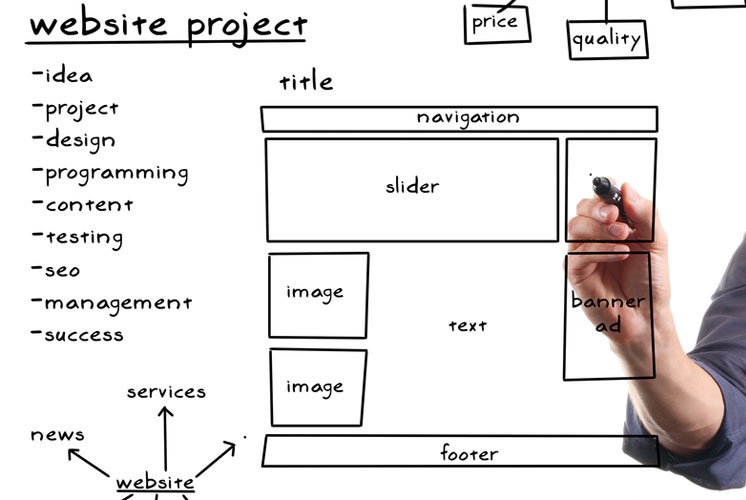 website project
price
quality
-idea
-project
-design
-programming
-content
-testing
-seo
-management
-success
title
navigation
slider
image
text
banner
ad
image
footer
services
news
website